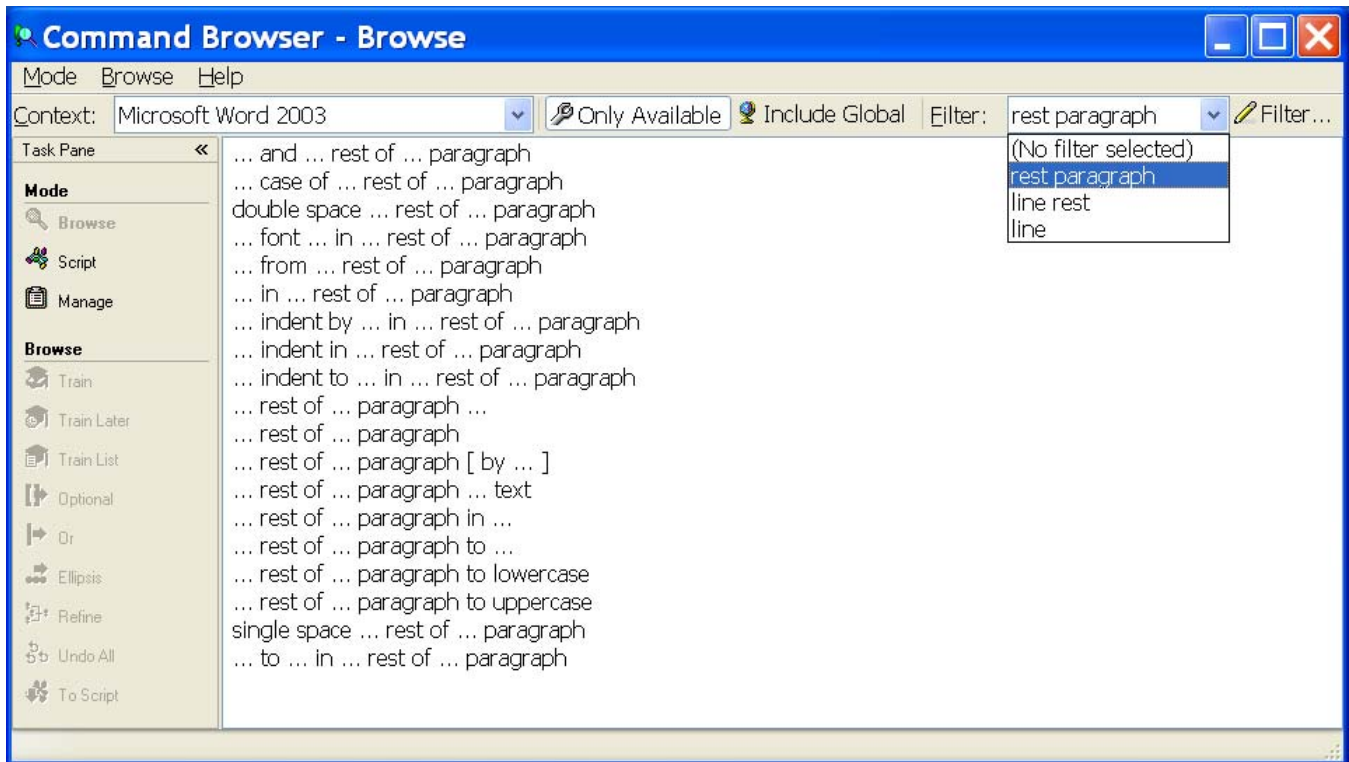 Command Browser - Browse
Mode Browse Help
Context: Microsoft Word 2003 Only Available Include Global Filter: rest paragraph Filter...
(No filter selected)
rest paragraph
line rest
line
Task Pane «
Mode
Browse
Script
Manage
Browse
Train
Train Later
Train List
Optional
Or
Ellipsis
Refine
Undo All
To Script
... and ... rest of ... paragraph
... case of ... rest of ... paragraph
double space ... rest of ... paragraph
... font ... in ... rest of ... paragraph
... from ... rest of ... paragraph
... in ... rest of ... paragraph
... indent by ... in ... rest of ... paragraph
... indent in ... rest of ... paragraph
... indent to ... in ... rest of ... paragraph
... rest of ... paragraph ...
... rest of ... paragraph
... rest of ... paragraph [ by ... ]
... rest of ... paragraph ... text
... rest of ... paragraph in ...
... rest of ... paragraph to ...
... rest of ... paragraph to lowercase
... rest of ... paragraph to uppercase
single space ... rest of ... paragraph
... to ... in ... rest of ... paragraph